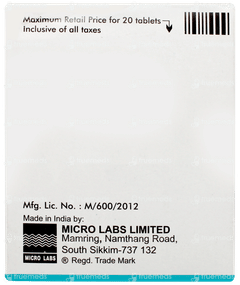 Maximum Retail Price for 20 tablets
Inclusive of all taxes
Mfg. Lic. No. : M/600/2012
Made in India by:
MICRO LABS LIMITED
Mamring, Namthang Road,
South Sikkim-737 132
MICRO LABS
® Regd. Trade Mark
truemeds